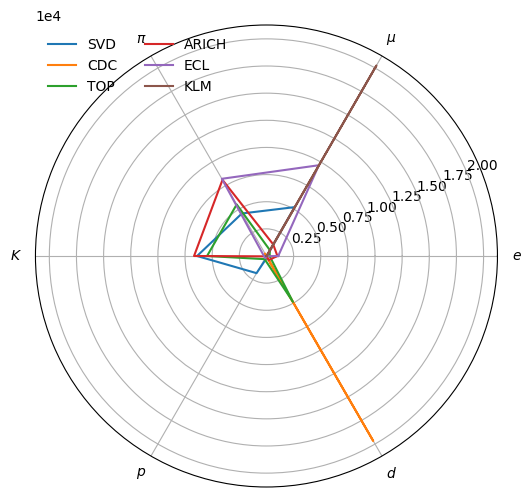 1e4
SVD ARICH
CDC ECL
TOP KLM
π
μ
2.00
1.75
1.50
1.25
1.00
0.75
0.50
0.25
K
e
p
d